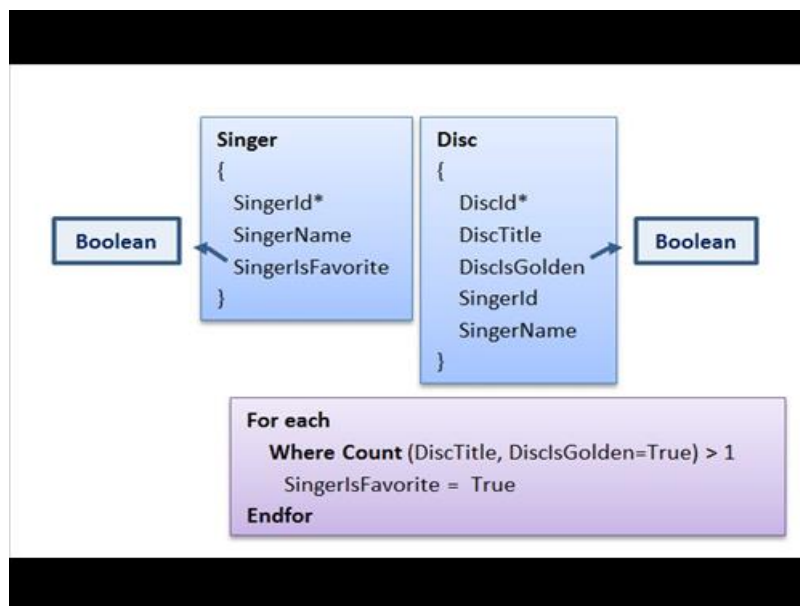 Singer
{
SingerId*
SingerName
SingerIsFavorite
}
Boolean
Disc
{
DiscId*
DiscTitle
DiscIsGolden
SingerId
SingerName
}
Boolean
For each
Where Count (DiscTitle, DiscIsGolden=True) > 1
SingerIsFavorite = True
Endfor